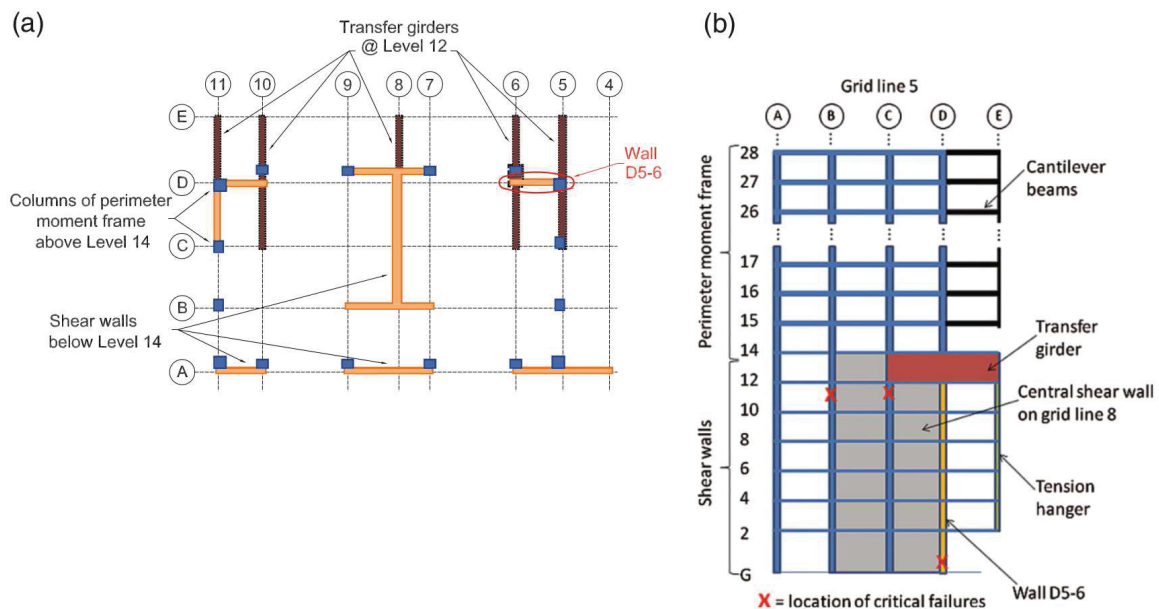 (a)
Transfer girders
@ Level 12
11
10
9
8
7
6
5
4
E
D
C
B
A
Wall
D5-6
Columns of perimeter
moment frame
above Level 14
Shear walls
below Level 14
(b)
Grid line 5
A
B
C
D
E
Perimeter moment frame
Shear walls
28
27
26
17
16
15
14
12
10
8
6
4
2
G
Cantilever
beams
Transfer
girder
Central shear wall
on grid line 8
Tension
hanger
Wall D5-6
X
X
X
X = location of critical failures